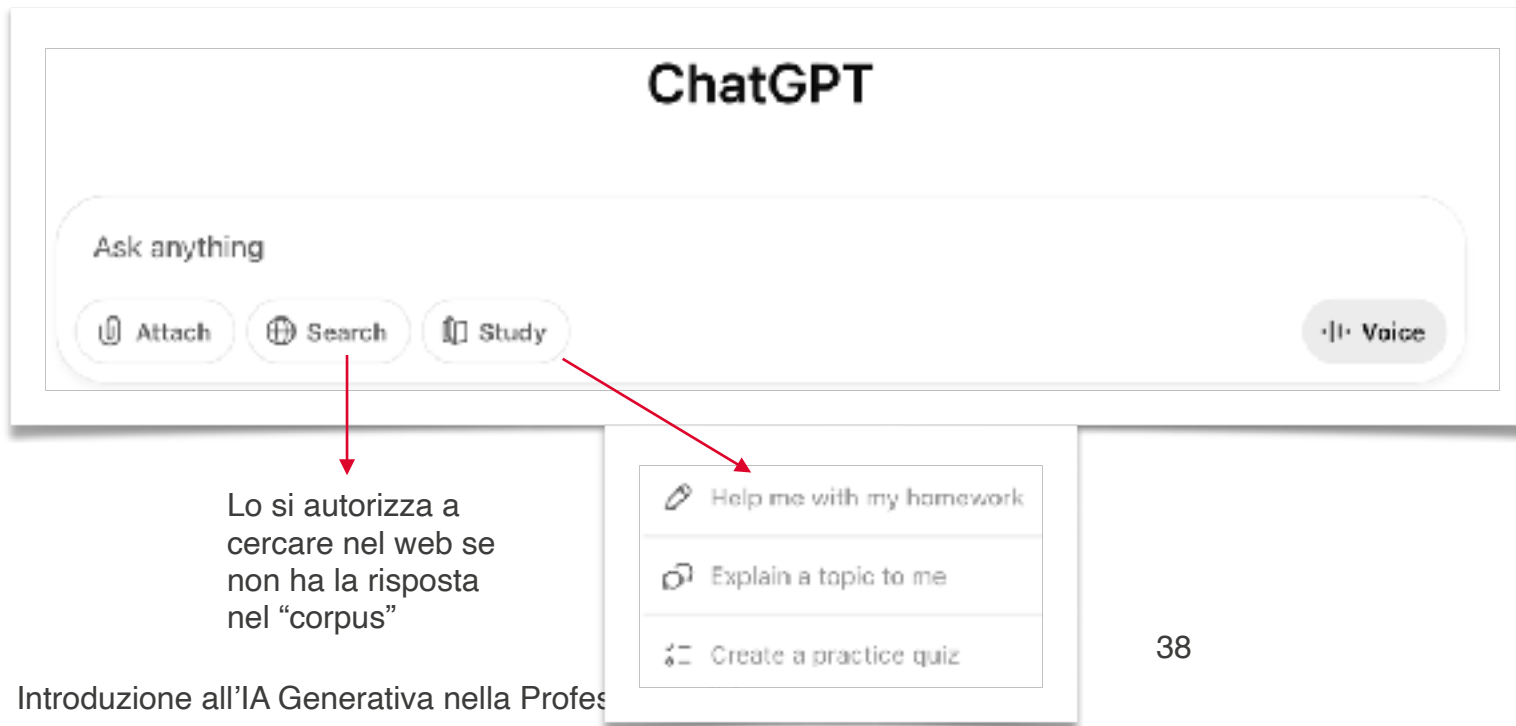 ChatGPT
Ask anything
Attach
Search
Study
Voice
Lo si autorizza a
cercare nel web se
non ha la risposta
nel “corpus”
Help me with my homework
Explain a topic to me
Create a practice quiz
38
Introduzione all’IA Generativa nella